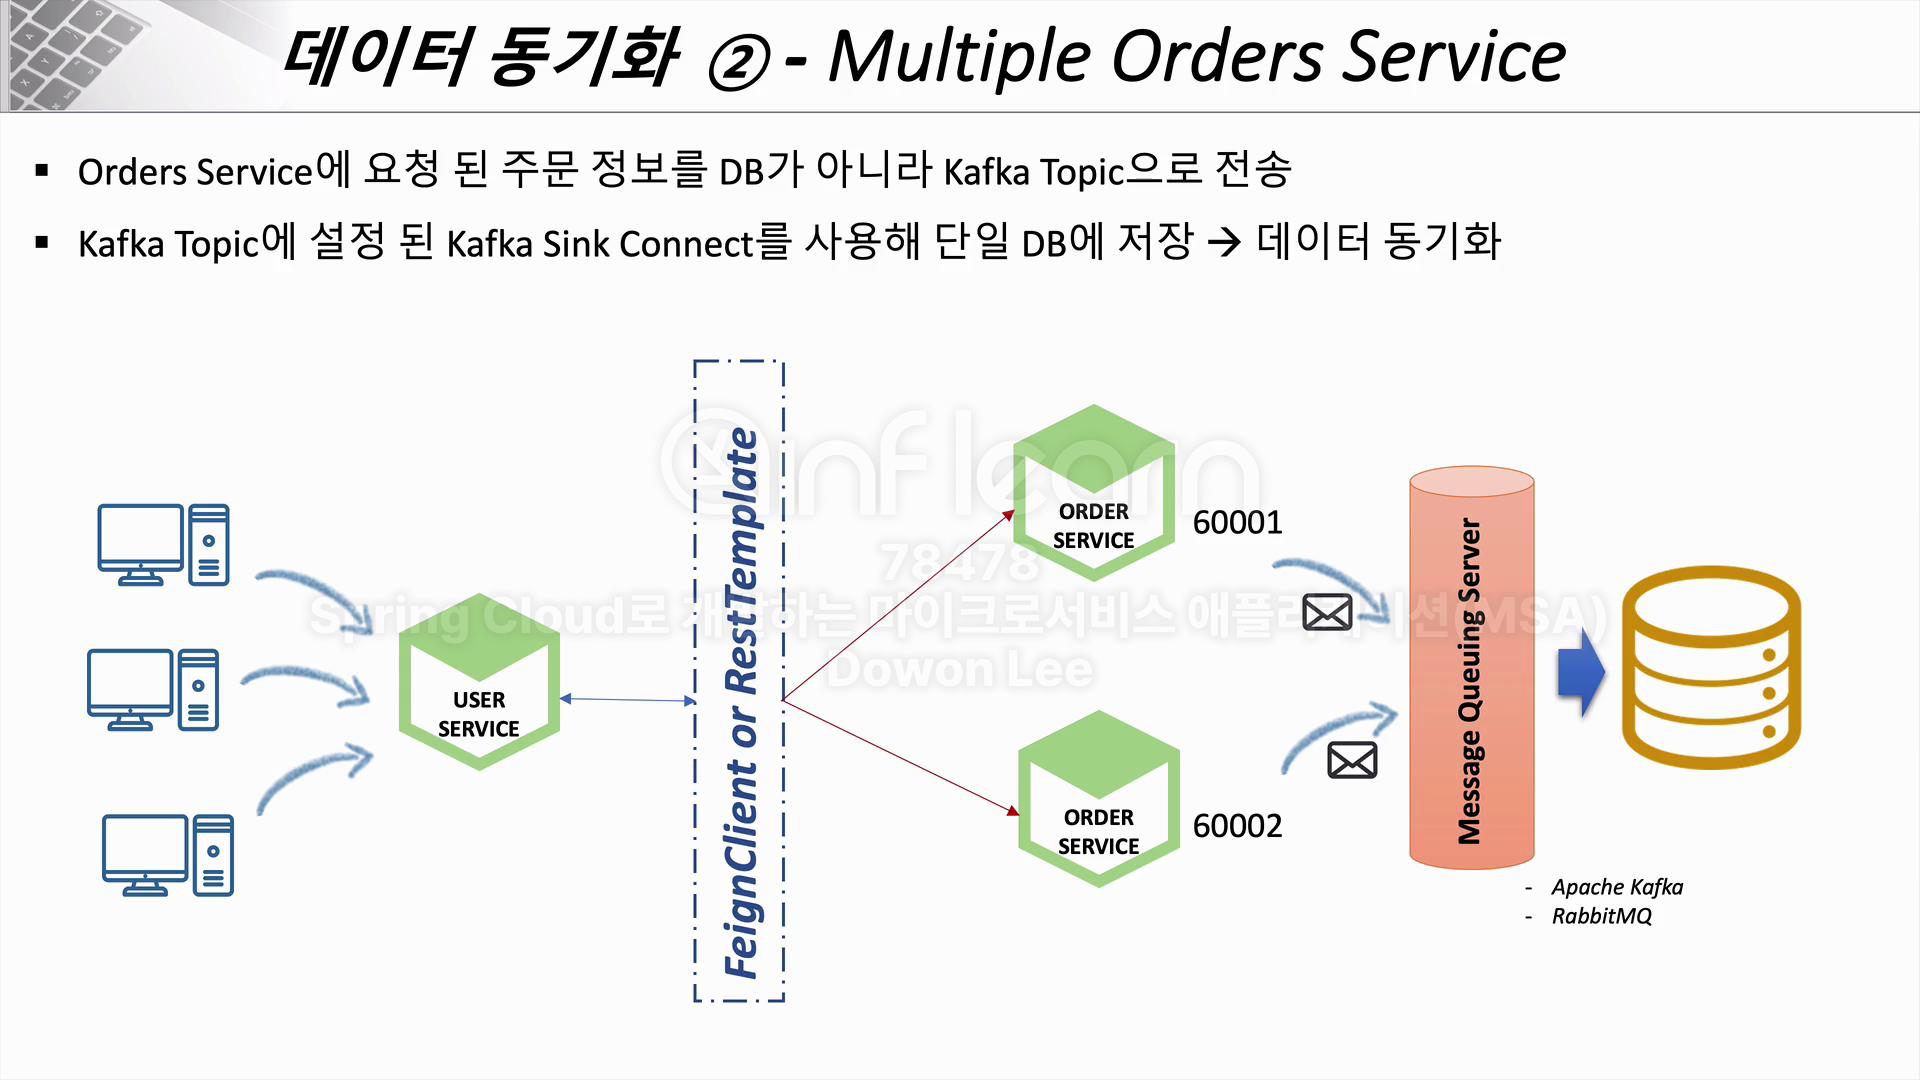 데이터 동기화 ② - Multiple Orders Service
▪ Orders Service에 요청 된 주문 정보를 DB가 아니라 Kafka Topic으로 전송
▪ Kafka Topic에 설정 된 Kafka Sink Connect를 사용해 단일 DB에 저장 → 데이터 동기화
USER
SERVICE
FeignClient or RestTemplate
ORDER
SERVICE
60001
ORDER
SERVICE
60002
Message Queuing Server
- Apache Kafka
- RabbitMQ
inflearn
78478
Spring Cloud로 개발하는 마이크로서비스 애플리케이션(MSA)
Dowon Lee